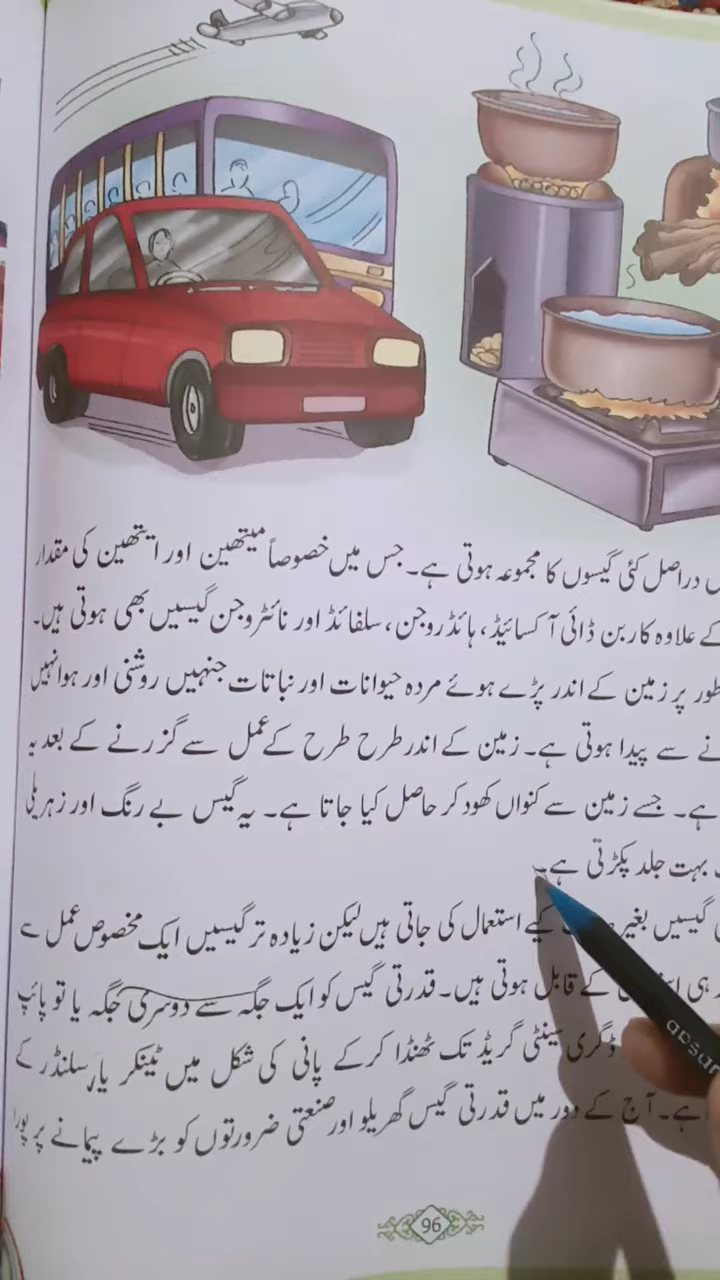 دراصل کئی گیسوں کا مجموعہ ہوتی ہے۔ جس میں خصوصاً میتھین اور ایتھین کی مقدار
کے علاوہ کاربن ڈائی آکسائیڈ، ہائڈروجن، سلفائڈ اور نائٹروجن گیسیں بھی ہوتی ہیں۔
طور پر زمین کے اندر پڑے ہوئے مردہ حیوانات اور نباتات جنہیں روشنی اور ہوا نہیں
نے سے پیدا ہوتی ہے۔ زمین کے اندر طرح طرح کے عمل سے گزرنے کے بعد یہ
ہے۔ جسے زمین سے کنواں کھود کر حاصل کیا جاتا ہے۔ یہ گیس بے رنگ اور زہریلی
بہت جلد پکڑتی ہے۔
گیسیں بغیر کیے استعمال کی جاتی ہیں لیکن زیادہ تر گیسیں ایک مخصوص عمل سے
ہی کے قابل ہوتی ہیں۔ قدرتی گیس کو ایک جگہ سے دوسری جگہ یا تو پائپ
ڈگری سینٹی گریڈ تک ٹھنڈا کرکے پانی کی شکل میں ٹینکر یا سلنڈر کے
ہے۔ آج کے دور میں قدرتی گیس گھریلو اور صنعتی ضرورتوں کو بڑے پیمانے پر پورا
96